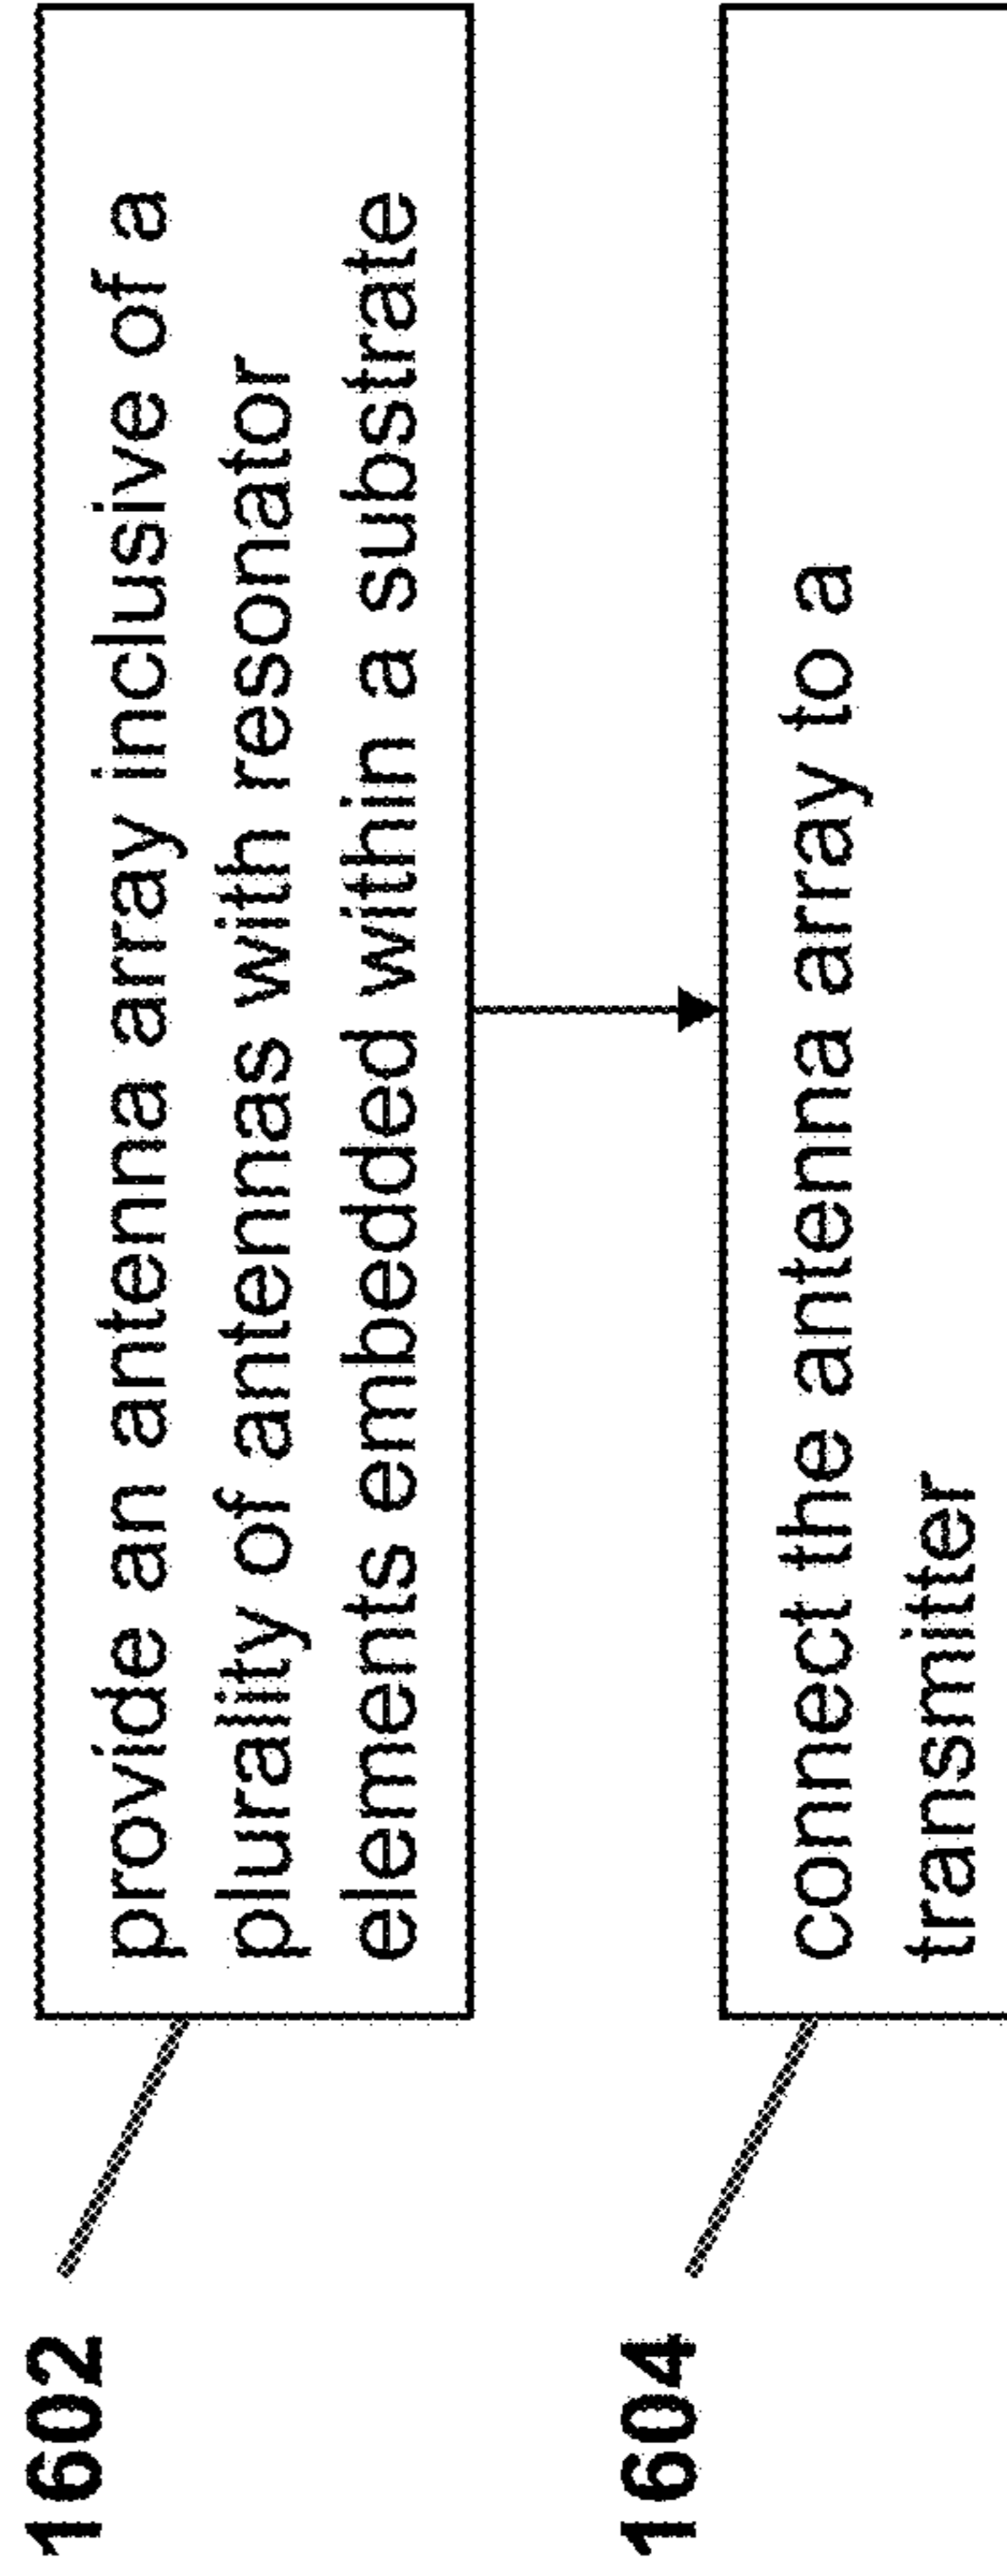 1602
provide an antenna array inclusive of a
plurality of antennas with resonator
elements embedded within a substrate
1604
connect the antenna array to a
transmitter